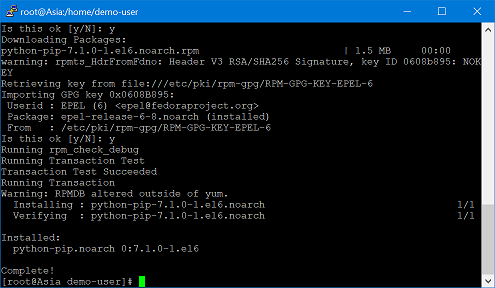 root@Asia:/home/demo-user
Is this ok [y/N]: y
Downloading Packages:
python-pip-7.1.0-1.el6.noarch.rpm | 1.5 MB 00:00
warning: rpmts_HdrFromFdno: Header V3 RSA/SHA256 Signature, key ID 0608b895: NOK
EY
Retrieving key from file:///etc/pki/rpm-gpg/RPM-GPG-KEY-EPEL-6
Importing GPG key 0x0608B895:
Userid : EPEL (6) <epel@fedoraproject.org>
Package: epel-release-6-8.noarch (installed)
From : /etc/pki/rpm-gpg/RPM-GPG-KEY-EPEL-6
Is this ok [y/N]: y
Running rpm_check_debug
Running Transaction Test
Transaction Test Succeeded
Running Transaction
Warning: RPMDB altered outside of yum.
Installing : python-pip-7.1.0-1.el6.noarch 1/1
Verifying : python-pip-7.1.0-1.el6.noarch 1/1
Installed:
python-pip.noarch 0:7.1.0-1.el6
Complete!
[root@Asia demo-user]#